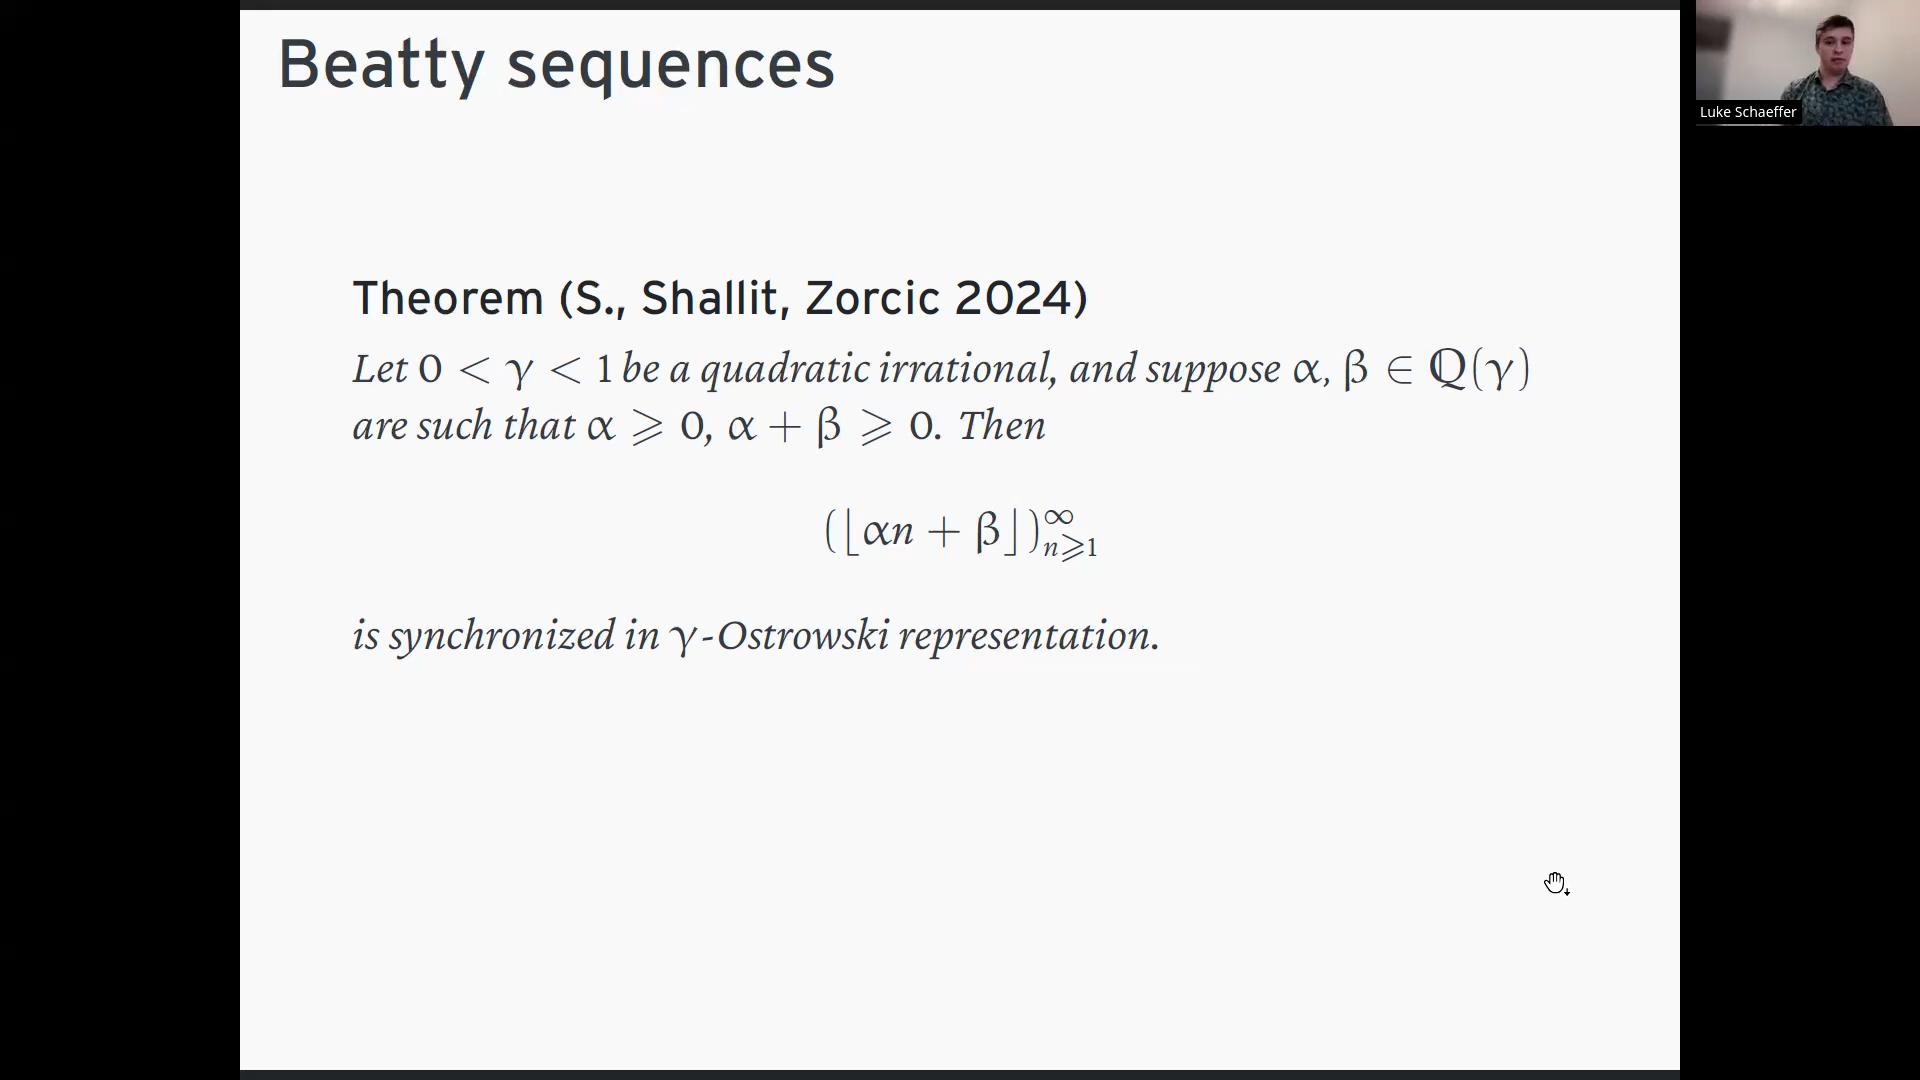 Beatty sequences
Luke Schaeffer
Theorem (S., Shallit, Zorcic 2024)
Let 0 < γ < 1 be a quadratic irrational, and suppose α, β ∈ ℚ(γ)
are such that α ⩾ 0, α + β ⩾ 0. Then
(⌊αn + β⌋)_{n⩾1}^∞
is synchronized in γ-Ostrowski representation.